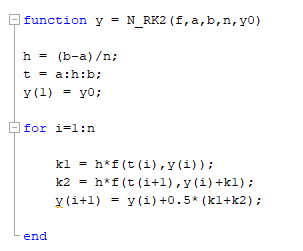 function y = N_RK2(f,a,b,n,y0)
h = (b-a)/n;
t = a:h:b;
y(1) = y0;
for i=1:n
k1 = h*f(t(i),y(i));
k2 = h*f(t(i+1),y(i)+k1);
y(i+1) = y(i)+0.5*(k1+k2);
end